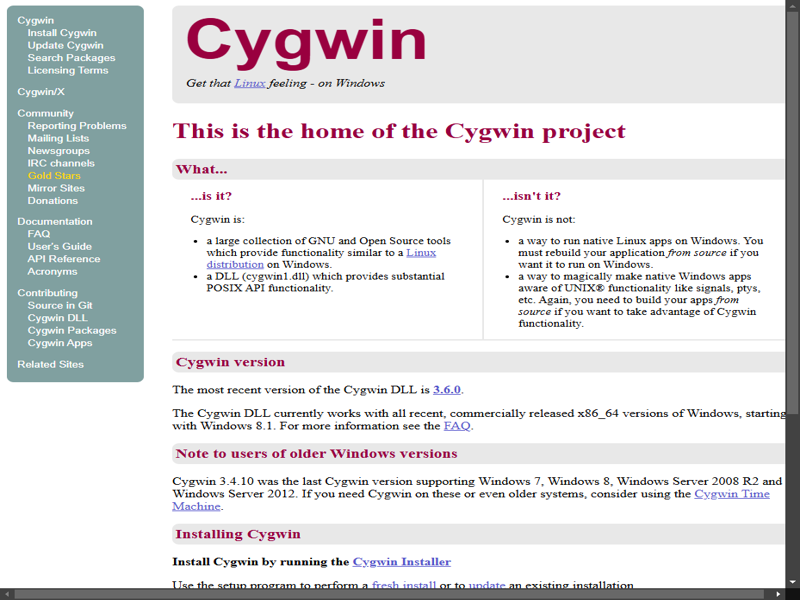 Cygwin
Install Cygwin
Update Cygwin
Search Packages
Licensing Terms
Cygwin/X
Community
Reporting Problems
Mailing Lists
Newsgroups
IRC channels
Gold Stars
Mirror Sites
Donations
Documentation
FAQ
User's Guide
API Reference
Acronyms
Contributing
Source in Git
Cygwin DLL
Cygwin Packages
Cygwin Apps
Related Sites
Cygwin
Get that Linux feeling - on Windows
This is the home of the Cygwin project
What...
...is it?
Cygwin is:
• a large collection of GNU and Open Source tools
which provide functionality similar to a Linux
distribution on Windows.
• a DLL (cygwin1.dll) which provides substantial
POSIX API functionality.
...isn't it?
Cygwin is not:
• a way to run native Linux apps on Windows. You
must rebuild your application from source if you
want it to run on Windows.
• a way to magically make native Windows apps
aware of UNIX® functionality like signals, ptys,
etc. Again, you need to build your apps from
source if you want to take advantage of Cygwin
functionality.
Cygwin version
The most recent version of the Cygwin DLL is 3.6.0.
The Cygwin DLL currently works with all recent, commercially released x86_64 versions of Windows, starting
with Windows 8.1. For more information see the FAQ.
Note to users of older Windows versions
Cygwin 3.4.10 was the last Cygwin version supporting Windows 7, Windows 8, Windows Server 2008 R2 and
Windows Server 2012. If you need Cygwin on these or even older systems, consider using the Cygwin Time
Machine.
Installing Cygwin
Install Cygwin by running the Cygwin Installer
Use the setup program to perform a fresh install or to update an existing installation.